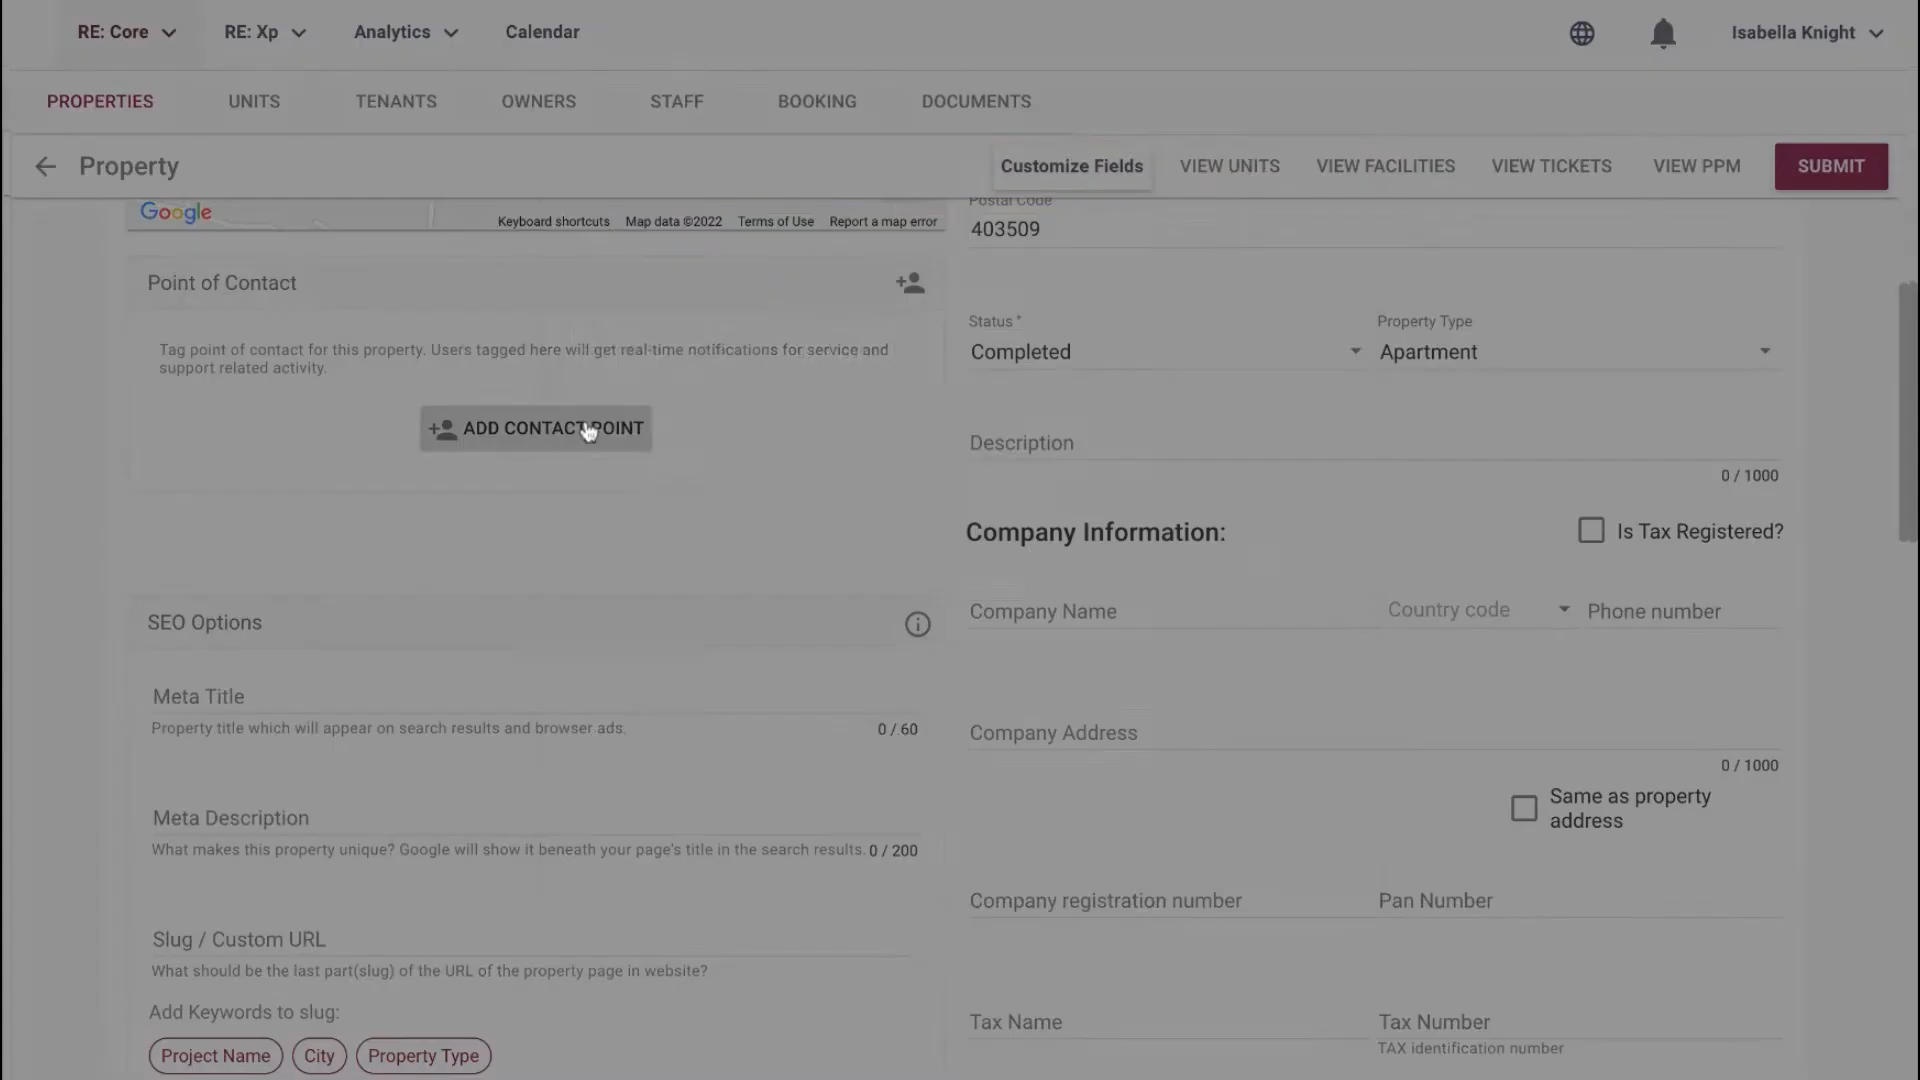 RE: Core
RE: Xp
Analytics
Calendar
Isabella Knight
PROPERTIES
UNITS
TENANTS
OWNERS
STAFF
BOOKING
DOCUMENTS
Property
Customize Fields
VIEW UNITS
VIEW FACILITIES
VIEW TICKETS
VIEW PPM
SUBMIT
Google
Keyboard shortcuts
Map data ©2022
Terms of Use
Report a map error
Postal Code
403509
Point of Contact
Tag point of contact for this property. Users tagged here will get real-time notifications for service and
support related activity.
ADD CONTACT POINT
Status *
Completed
Property Type
Apartment
Description
0 / 1000
Company Information:
Is Tax Registered?
SEO Options
Company Name
Country code
Phone number
Meta Title
Property title which will appear on search results and browser ads.
0 / 60
Company Address
0 / 1000
Same as property
address
Meta Description
What makes this property unique? Google will show it beneath your page's title in the search results.
0 / 200
Company registration number
Pan Number
Slug / Custom URL
What should be the last part(slug) of the URL of the property page in website?
Add Keywords to slug:
Project Name
City
Property Type
Tax Name
Tax Number
TAX identification number